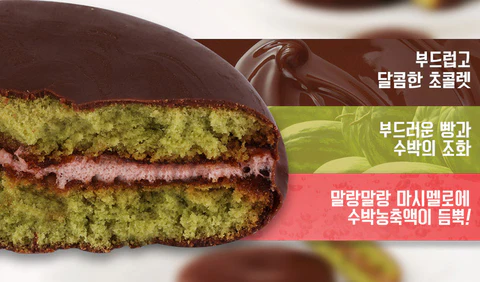 부드럽고
달콤한 초콜렛
부드러운 빵과
수박의 조화
말랑말랑 마시멜로에
수박농축액이 듬뿍!